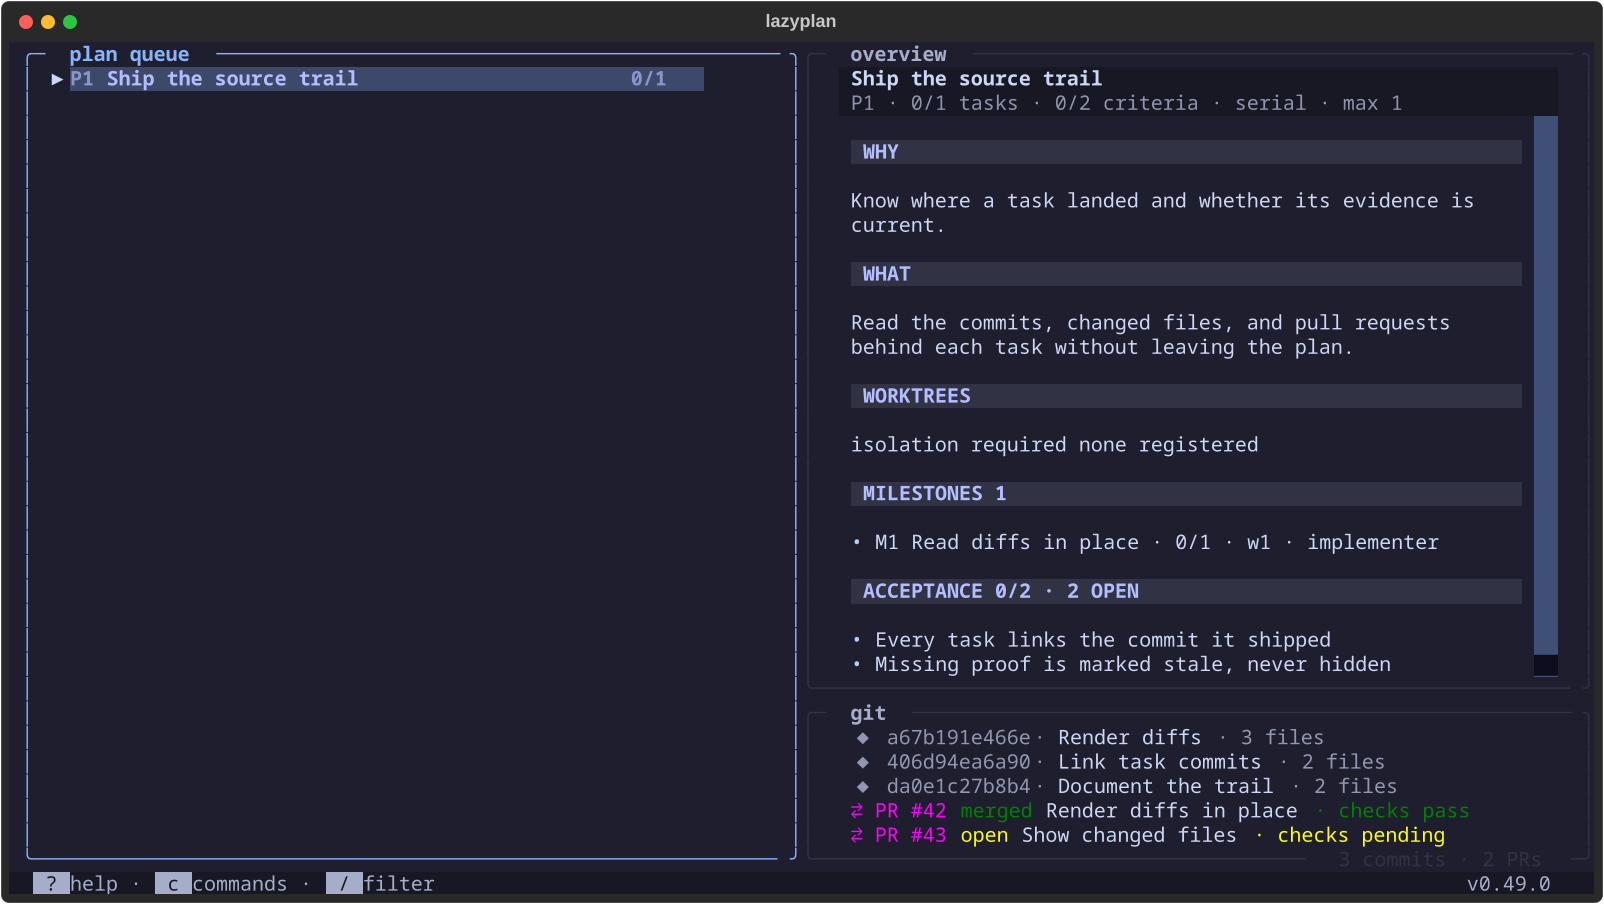 lazyplan
plan queue
▶ P1 Ship the source trail 0/1
overview
Ship the source trail
P1 · 0/1 tasks · 0/2 criteria · serial · max 1
WHY
Know where a task landed and whether its evidence is
current.
WHAT
Read the commits, changed files, and pull requests
behind each task without leaving the plan.
WORKTREES
isolation required none registered
MILESTONES 1
• M1 Read diffs in place · 0/1 · w1 · implementer
ACCEPTANCE 0/2 · 2 OPEN
• Every task links the commit it shipped
• Missing proof is marked stale, never hidden
git
◆ a67b191e466e · Render diffs · 3 files
◆ 406d94ea6a90 · Link task commits · 2 files
◆ da0e1c27b8b4 · Document the trail · 2 files
⇄ PR #42 merged Render diffs in place · checks pass
⇄ PR #43 open Show changed files · checks pending
3 commits · 2 PRs
? help · c commands · / filter
v0.49.0